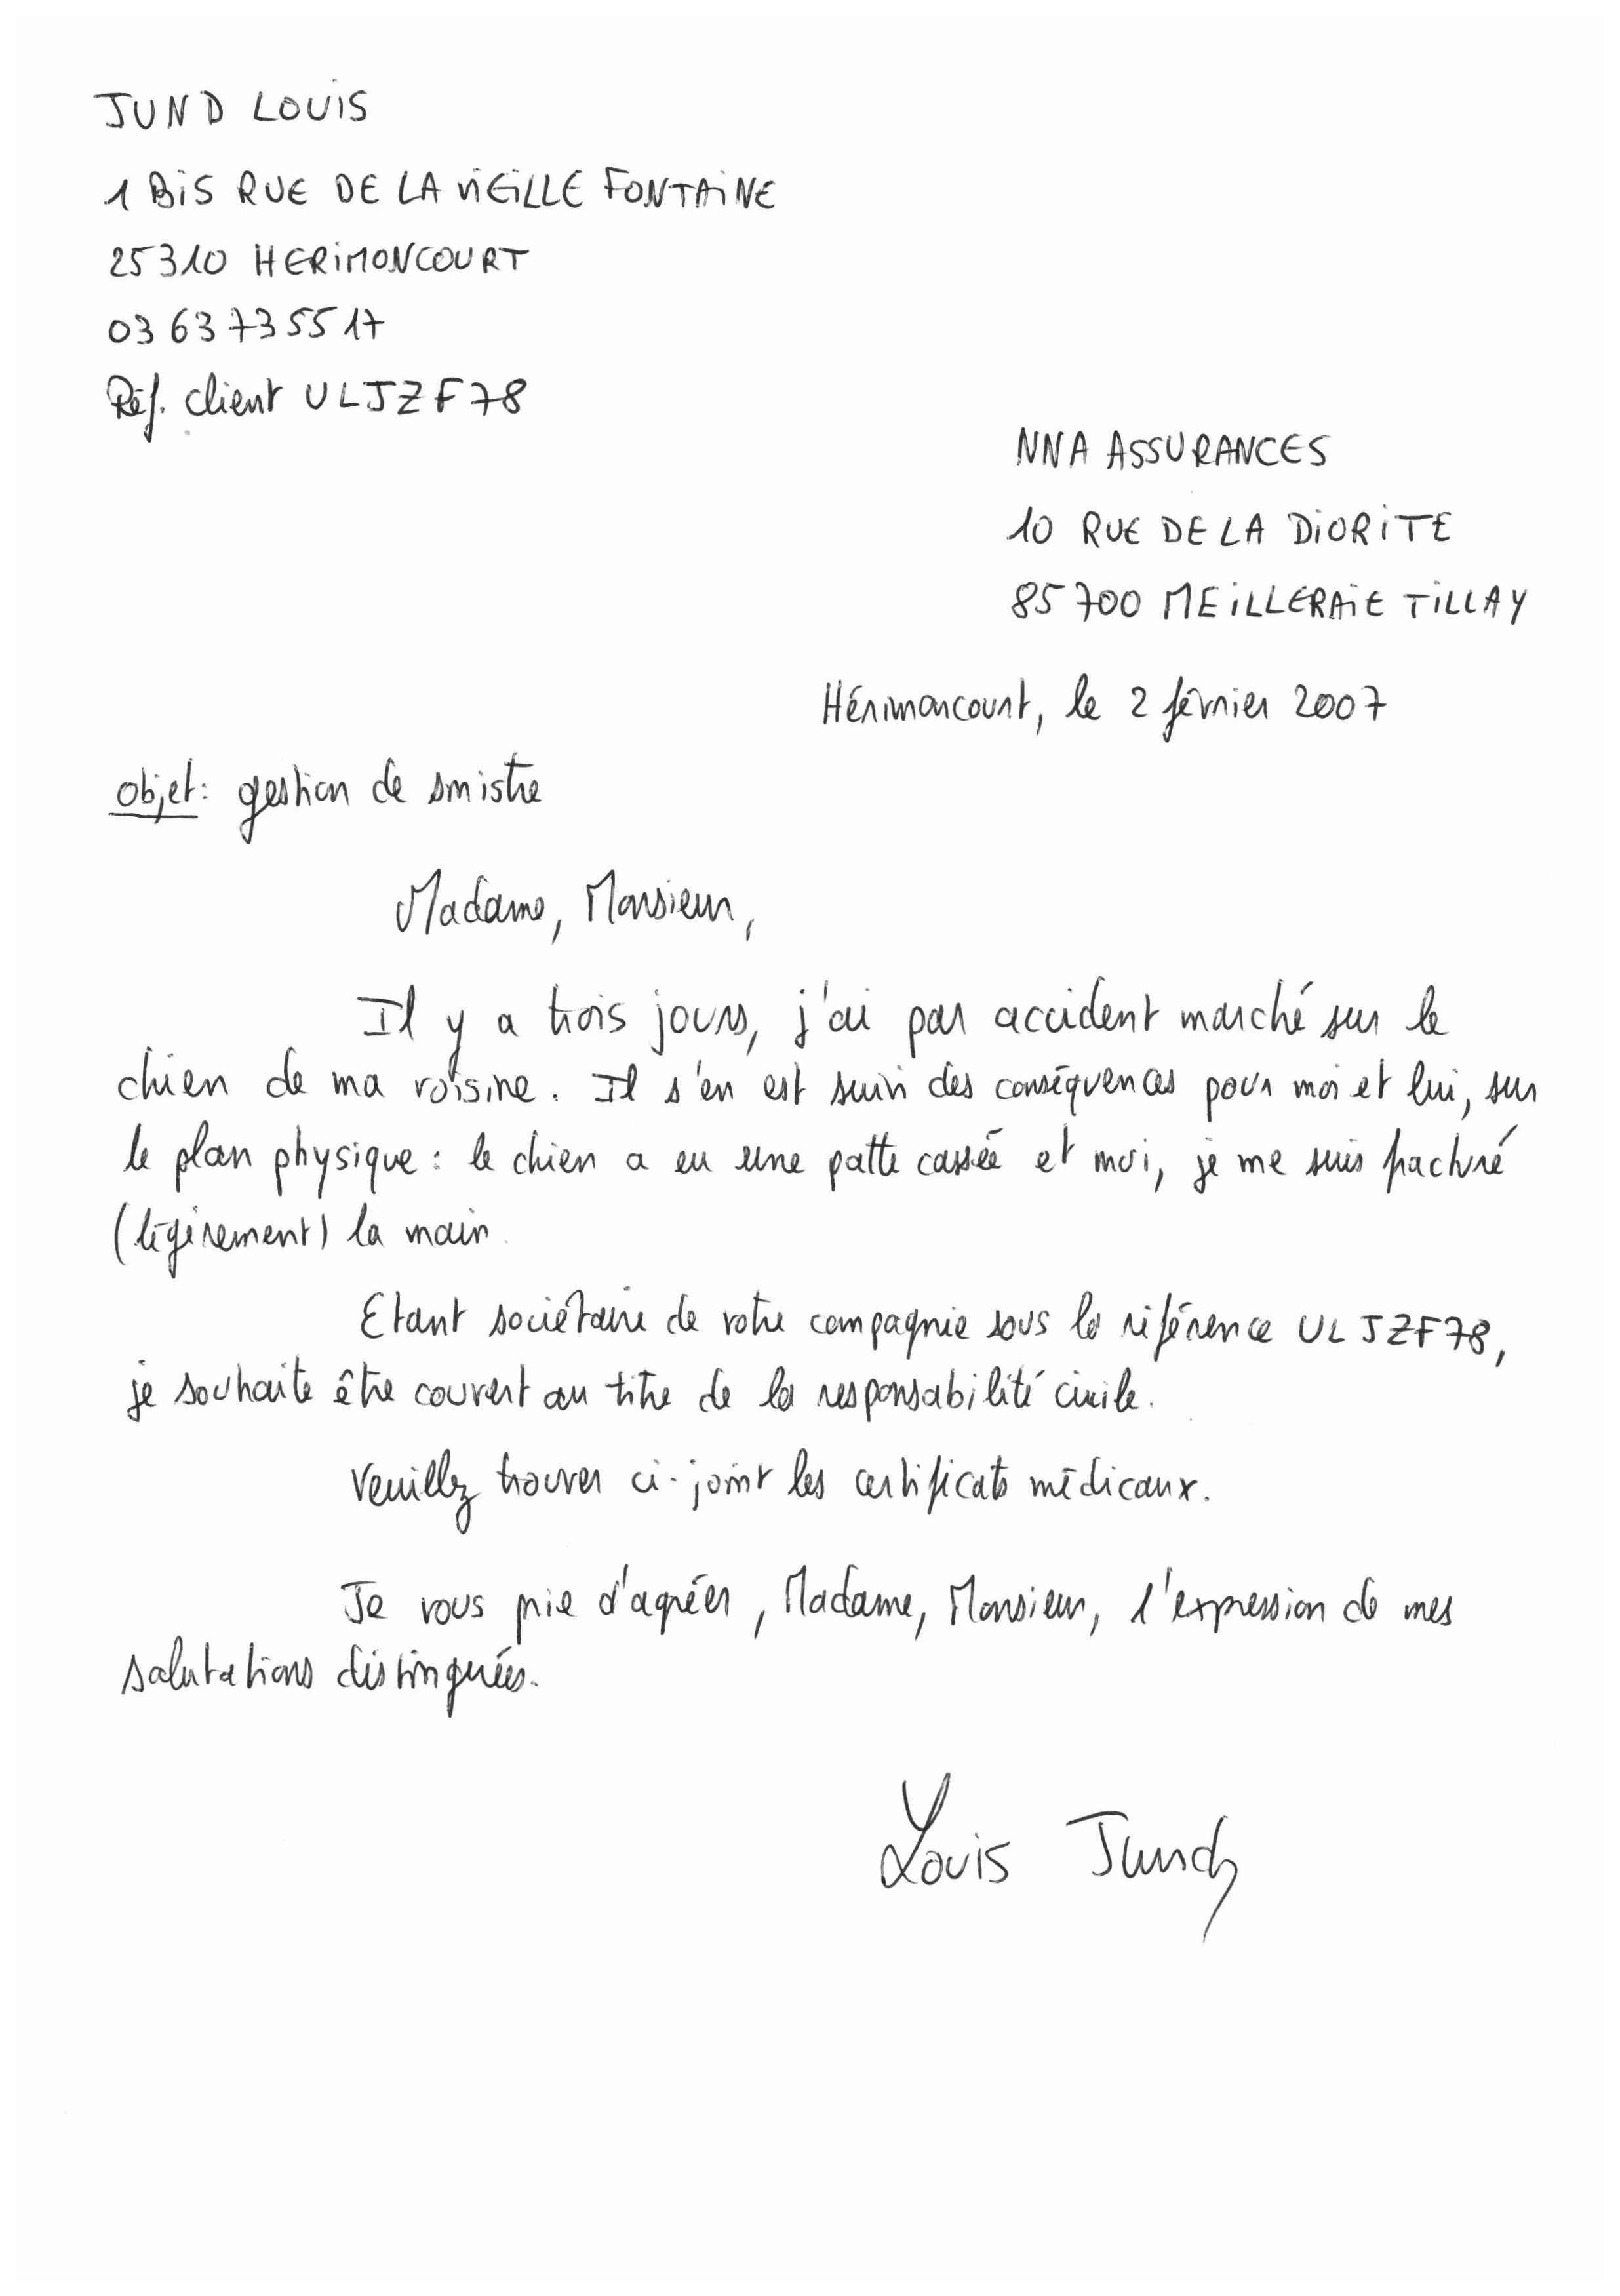 JUND LOUIS
1 BIS RUE DE LA VIEILLE FONTAINE
25310 HERIMONCOURT
03 63 73 55 17
Réf. client ULJZF78
NNA ASSURANCES
10 RUE DE LA DIORITE
85700 MEILLERAIE TILLAY
Hérimoncourt, le 2 février 2007
objet: gestion de sinistre
Madame, Monsieur,
Il y a trois jours, j'ai par accident marché sur le
chien de ma voisine. Il s'en est suivi des conséquences pour moi et lui, sur
le plan physique : le chien a eu une patte cassée et moi, je me suis fracturé
(légèrement) la main.
Etant sociétaire de votre compagnie sous la référence ULJZF78,
je souhaite être couvert au titre de la responsabilité civile.
Veuillez trouver ci-joint les certificats médicaux.
Je vous prie d'agréer, Madame, Monsieur, l'expression de mes
salutations distinguées.
Louis Jund